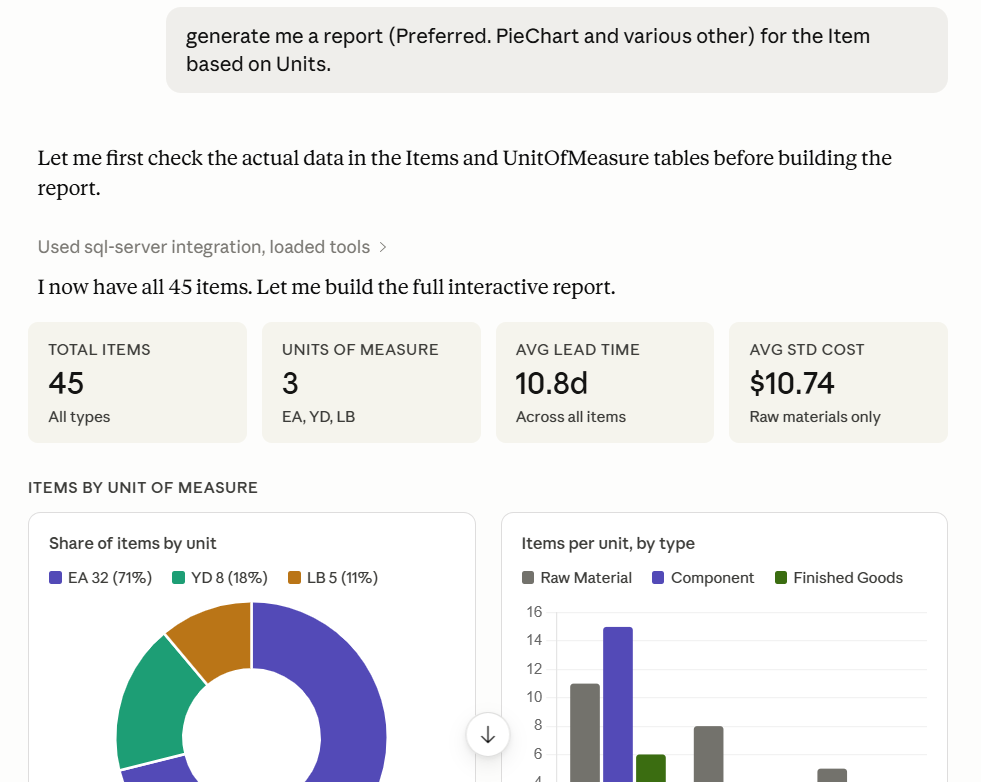 generate me a report (Preferred. PieChart and various other) for the Item
based on Units.
Let me first check the actual data in the Items and UnitOfMeasure tables before building the
report.
Used sql-server integration, loaded tools >
I now have all 45 items. Let me build the full interactive report.
TOTAL ITEMS
45
All types
UNITS OF MEASURE
3
EA, YD, LB
AVG LEAD TIME
10.8d
Across all items
AVG STD COST
$10.74
Raw materials only
ITEMS BY UNIT OF MEASURE
Share of items by unit
EA 32 (71%) YD 8 (18%) LB 5 (11%)
Items per unit, by type
Raw Material Component Finished Goods
16
14
12
10
8
6
4